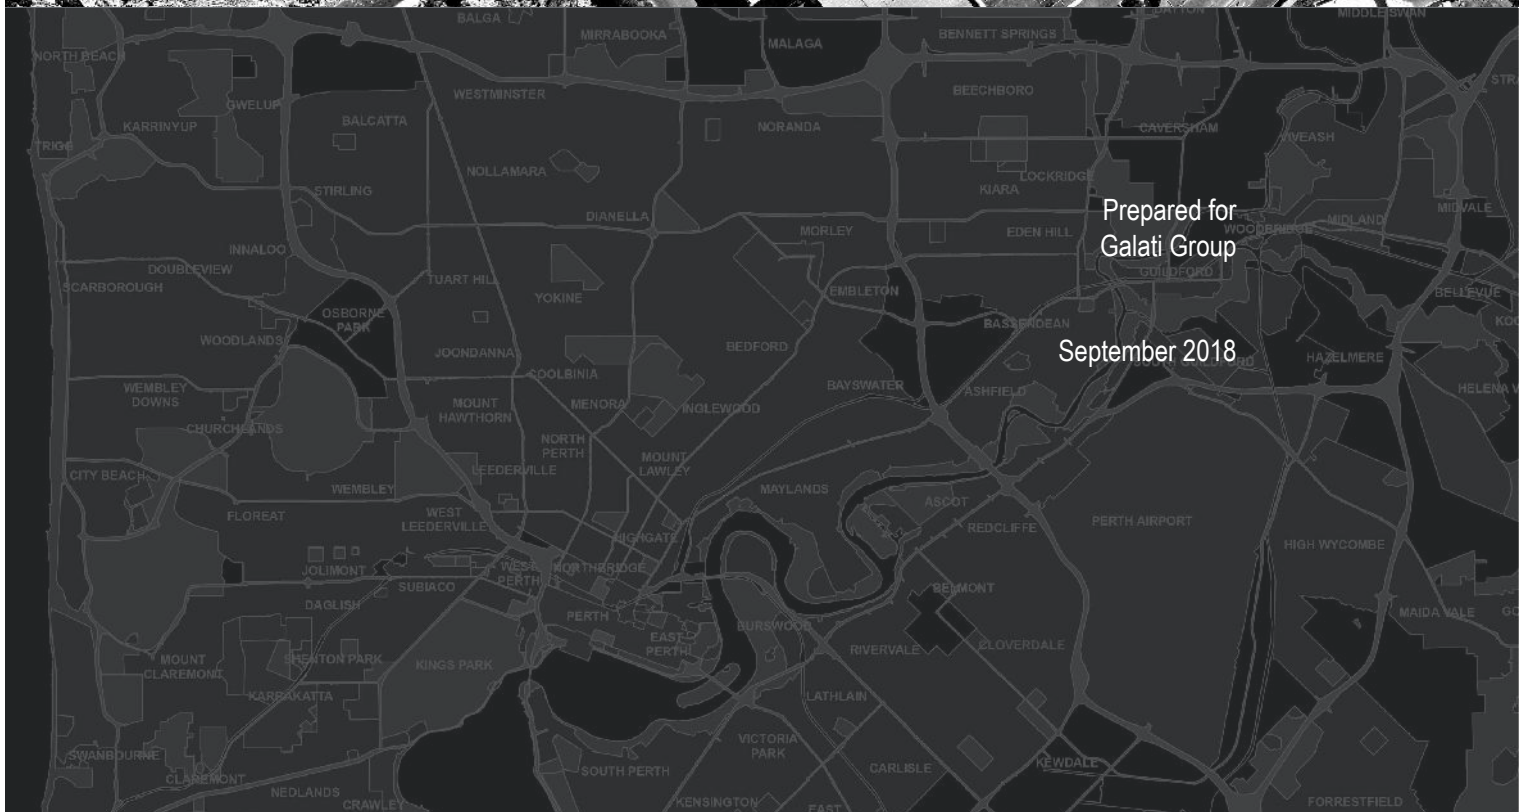 BALGA
MIRRABOOKA
MALAGA
BENNETT SPRINGS
MIDDLE SWAN
NORTH BEACH
GWELUP
WESTMINSTER
BEECHBORO
KARRINYUP
BALCATTA
NORANDA
CAVERSHAM
VIVEASH
TRIGG
NOLLAMARA
LOCKRIDGE
KIARA
STIRLING
DIANELLA
Prepared for
Galati Group
MIDVALE
MIDLAND
WOODBRIDGE
MORLEY
EDEN HILL
INNALOO
DOUBLEVIEW
GUILDFORD
TUART HILL
SCARBOROUGH
YOKINE
EMBLETON
BELLEVUE
OSBORNE
PARK
BASSENDEAN
WOODLANDS
JOONDANNA
BEDFORD
September 2018
SOUTH GUILDFORD
HAZELMERE
COOLBINIA
WEMBLEY
DOWNS
BAYSWATER
ASHFIELD
HELENA V
MOUNT
HAWTHORN
MENORA
INGLEWOOD
CHURCHLANDS
NORTH
PERTH
MOUNT
LAWLEY
LEEDERVILLE
CITY BEACH
WEMBLEY
MAYLANDS
ASCOT
FLOREAT
WEST
LEEDERVILLE
REDCLIFFE
PERTH AIRPORT
HIGHGATE
HIGH WYCOMBE
JOLIMONT
WEST
PERTH
NORTHBRIDGE
SUBIACO
BELMONT
DAGLISH
PERTH
MAIDA VALE
BURSWOOD
EAST
PERTH
RIVERVALE
CLOVERDALE
MOUNT
CLAREMONT
SHENTON PARK
KINGS PARK
KARRAKATTA
LATHLAIN
SWANBOURNE
VICTORIA
PARK
CLAREMONT
SOUTH PERTH
CARLISLE
KEWDALE
NEDLANDS
CRAWLEY
KENSINGTON
EAST
FORRESTFIELD